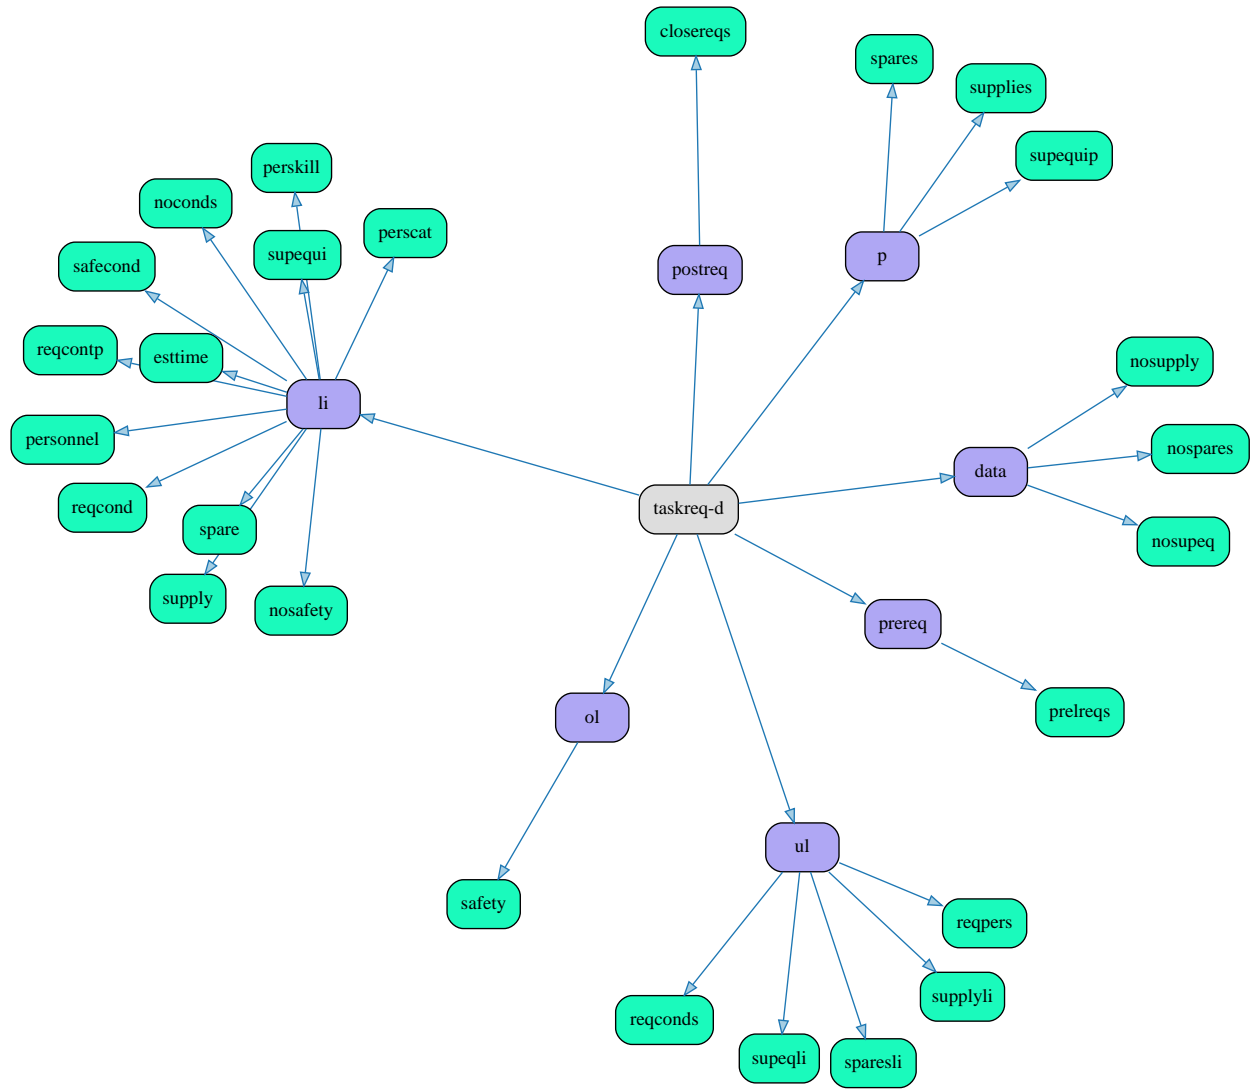 closereqs
spares
supplies
supequip
perskill
noconds
perscat
supequi
safecond
postreq
p
reqcontp
esttime
nosupply
li
personnel
nospares
data
reqcond
taskreq-d
spare
nosupeq
supply
nosafety
prereq
prelreqs
ol
ul
safety
reqpers
supplyli
reqconds
supeqli
sparesli